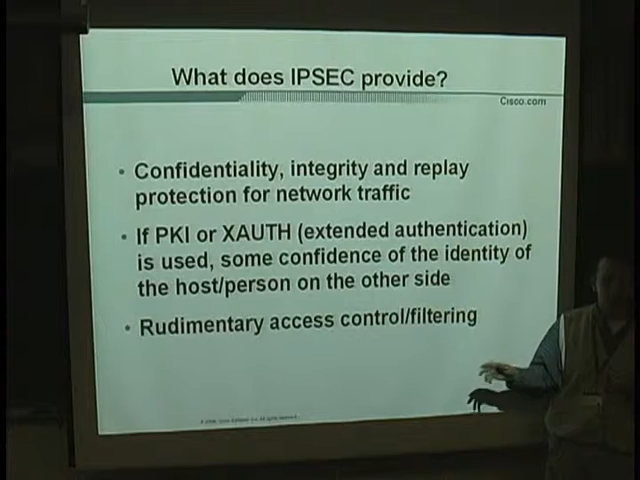 What does IPSEC provide?
Cisco.com
• Confidentiality, integrity and replay
protection for network traffic
• If PKI or XAUTH (extended authentication)
is used, some confidence of the identity of
the host/person on the other side
• Rudimentary access control/filtering